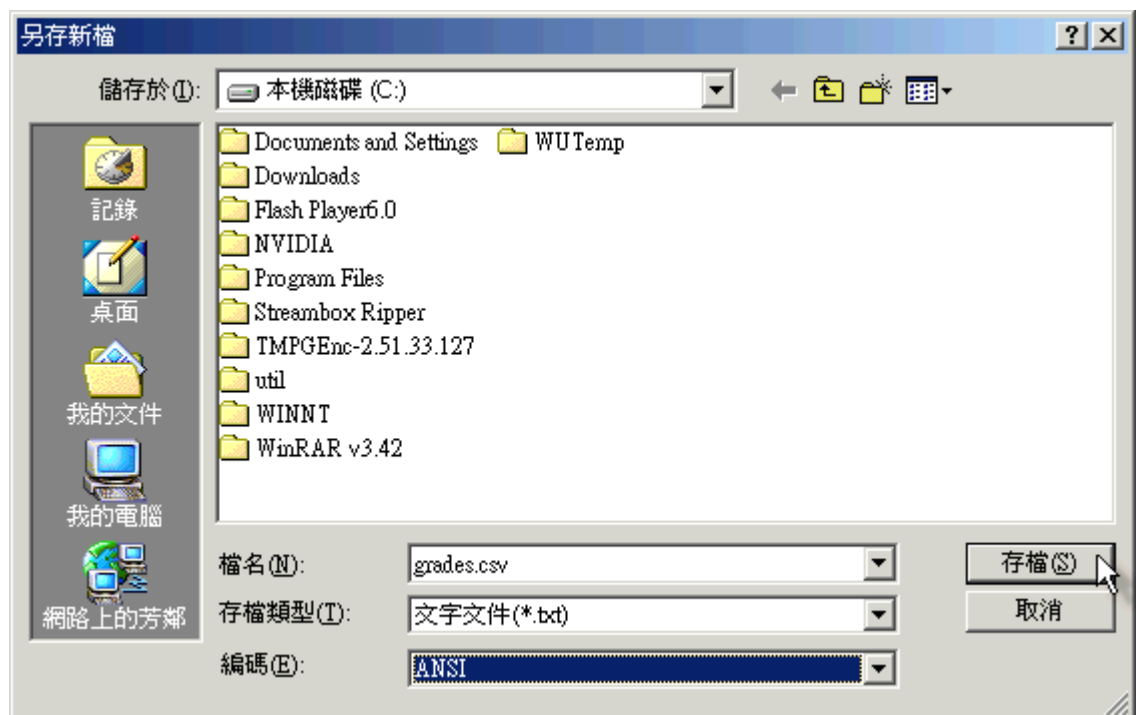 另存新檔
儲存於(I):
本機磁碟 (C:)
記錄
桌面
我的文件
我的電腦
網路上的芳鄰
Documents and Settings
WUTemp
Downloads
Flash Player6.0
NVIDIA
Program Files
Streambox Ripper
TMPGEnc-2.51.33.127
util
WINNT
WinRAR v3.42
檔名(N):
grades.csv
存檔(S)
存檔類型(T):
文字文件(*.txt)
取消
編碼(E):
ANSI